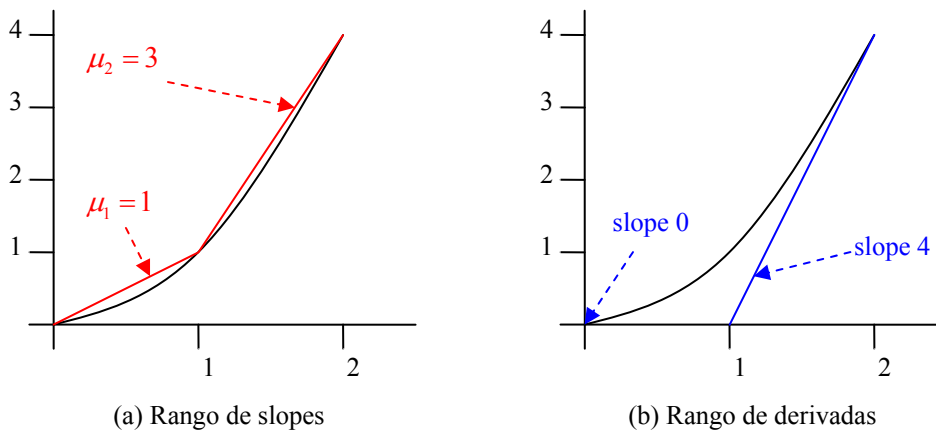 4
μ₂ = 3
3
2
μ₁ = 1
1
1
2
(a) Rango de slopes
4
3
2
slope 0
1
slope 4
1
2
(b) Rango de derivadas